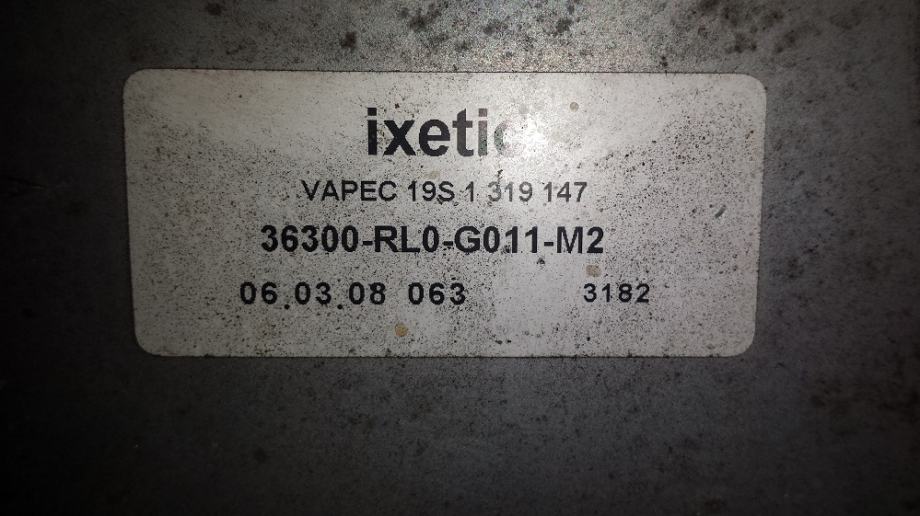 ixetic
VAPEC 19S 1 319 147
36300-RL0-G011-M2
06.03.08 063 3182